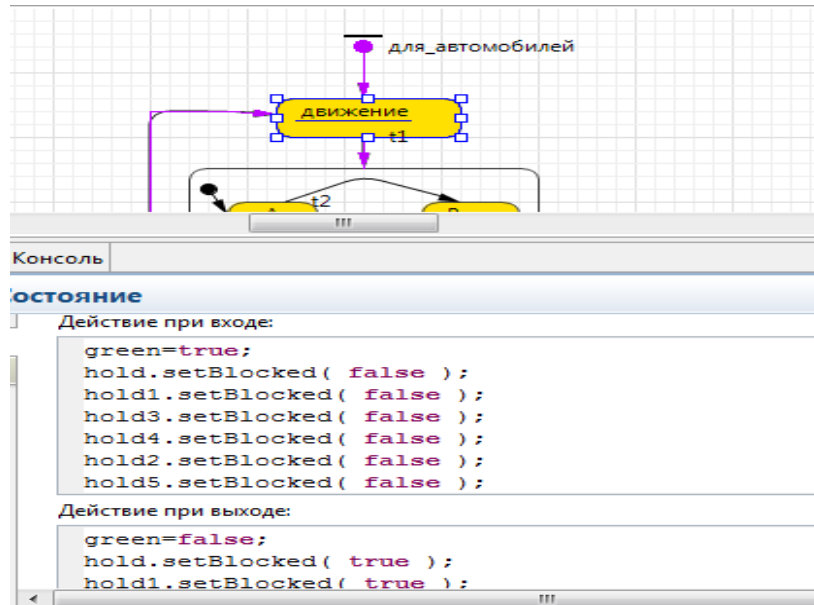 для_автомобилей
движение
t1
t2
Консоль
остояние
Действие при входе:
green=true;
hold.setBlocked( false );
hold1.setBlocked( false );
hold3.setBlocked( false );
hold4.setBlocked( false );
hold2.setBlocked( false );
hold5.setBlocked( false );
Действие при выходе:
green=false;
hold.setBlocked( true );
hold1.setBlocked( true );